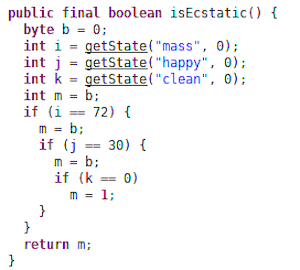 public final boolean isEcstatic() {
  byte b = 0;
  int i = getState("mass", 0);
  int j = getState("happy", 0);
  int k = getState("clean", 0);
  int m = b;
  if (i == 72) {
    m = b;
    if (j == 30) {
      m = b;
      if (k == 0)
        m = 1;
    }
  }
  return m;
}